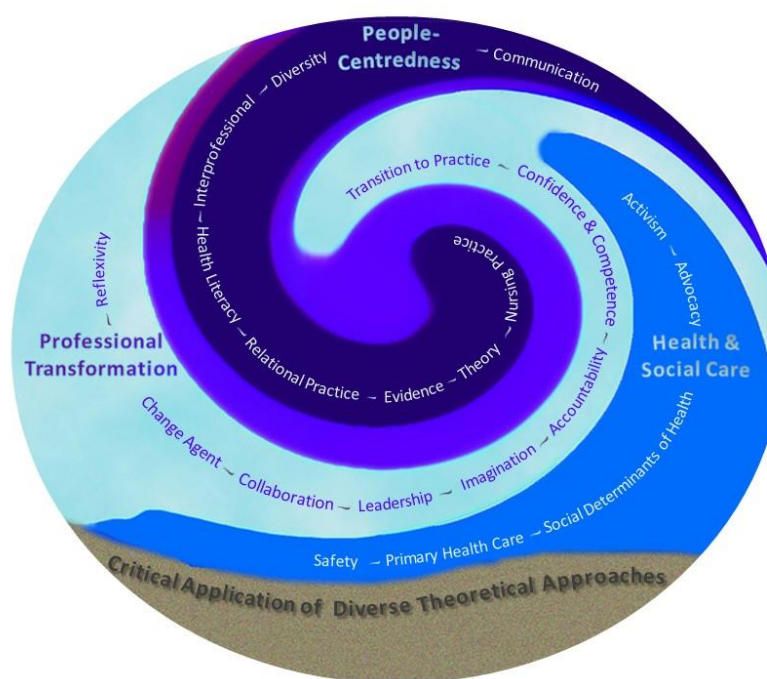 People-
Centredness
~ Communication
Interprofessional ~ Diversity
~ Health Literacy ~ Relational Practice ~ Evidence ~ Theory ~ Nursing Practice
Transition to Practice ~ Confidence & Competence ~
Professional
Transformation
~ Reflexivity
Change Agent ~ Collaboration ~ Leadership ~ Imagination ~ Accountability
Health &
Social Care
Activism ~ Advocacy
Safety ~ Primary Health Care ~ Social Determinants of Health
Critical Application of Diverse Theoretical Approaches